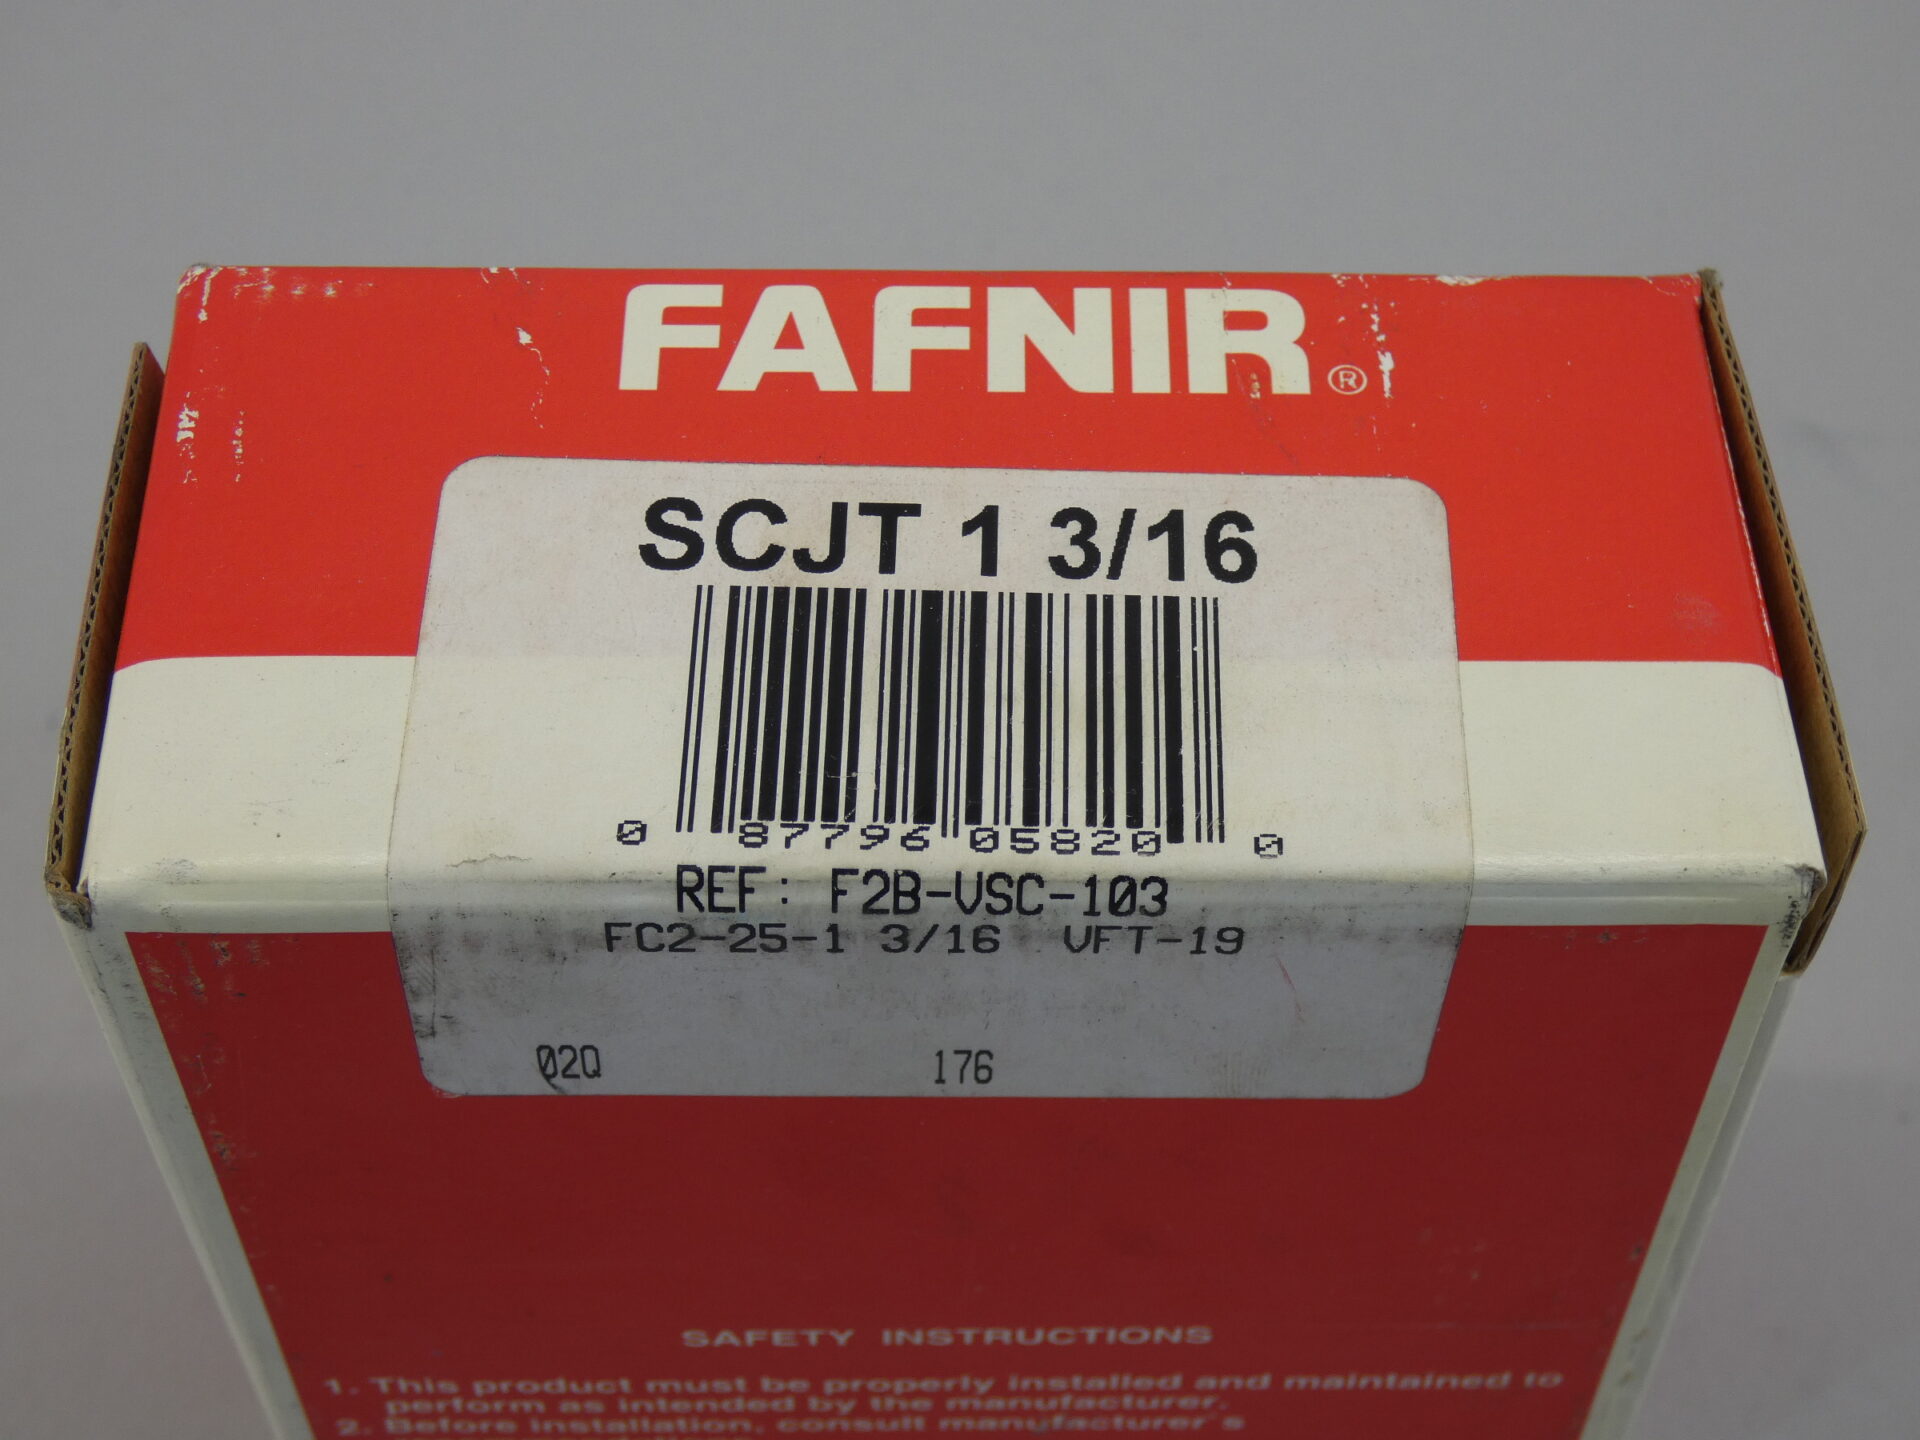 FAFNIR®
SCJT 1 3/16
0 87796 05820 0
REF: F2B-VSC-103
FC2-25-1 3/16 VFT-19
02Q 176
SAFETY INSTRUCTIONS
1. This product must be properly installed and maintained to
perform as intended by the manufacturer.
2. Before installation, consult manufacturer's